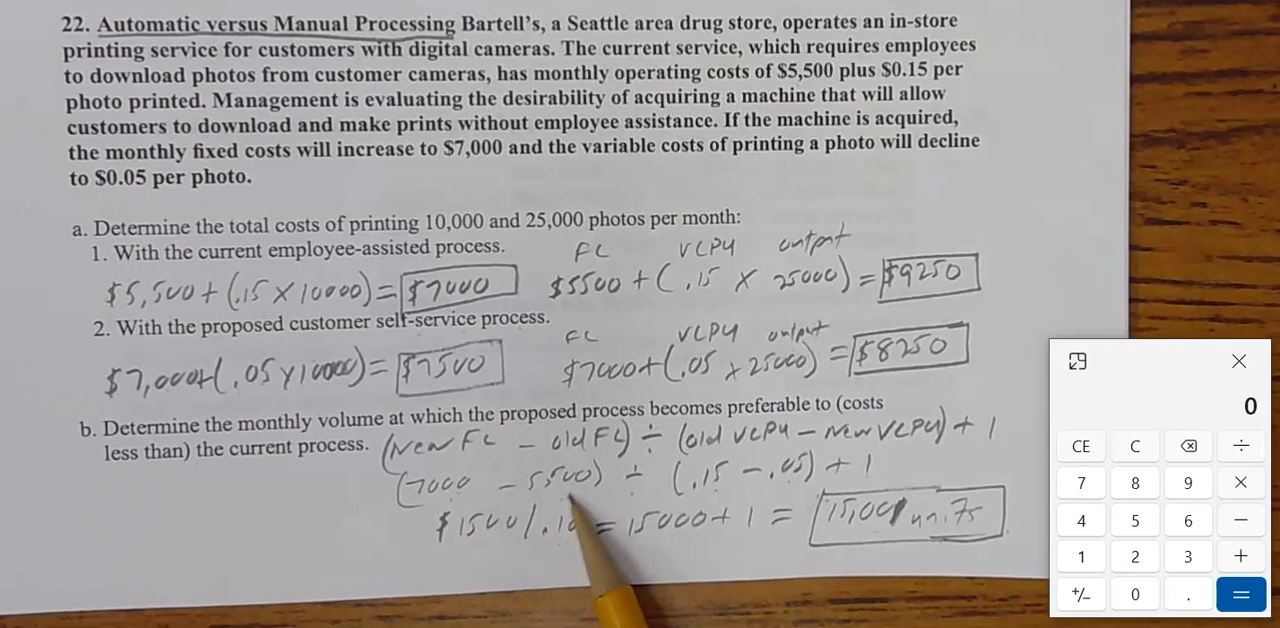 22. Automatic versus Manual Processing Bartell's, a Seattle area drug store, operates an in-store
printing service for customers with digital cameras. The current service, which requires employees
to download photos from customer cameras, has monthly operating costs of $5,500 plus $0.15 per
photo printed. Management is evaluating the desirability of acquiring a machine that will allow
customers to download and make prints without employee assistance. If the machine is acquired,
the monthly fixed costs will increase to $7,000 and the variable costs of printing a photo will decline
to $0.05 per photo.
a. Determine the total costs of printing 10,000 and 25,000 photos per month:
1. With the current employee-assisted process.
FC VCPU output
$5,500 + (.15 X 10000) = $7000
$5500 + (.15 X 25000) = $9250
2. With the proposed customer self-service process.
FC VCPU output
$7,000 + (.05 X 10000) = $7500
$7000 + (.05 x 25000) = $8250
b. Determine the monthly volume at which the proposed process becomes preferable to (costs
less than) the current process. (New FC - old FC) ÷ (old VCPU - New VCPU) + 1
(7000 - 5500) ÷ (.15 - .05) + 1
$1500 / .10 = 15000 + 1 = 15,001 units
0
CE C ⌫ ÷
7 8 9 ×
4 5 6 −
1 2 3 +
+/− 0 . =